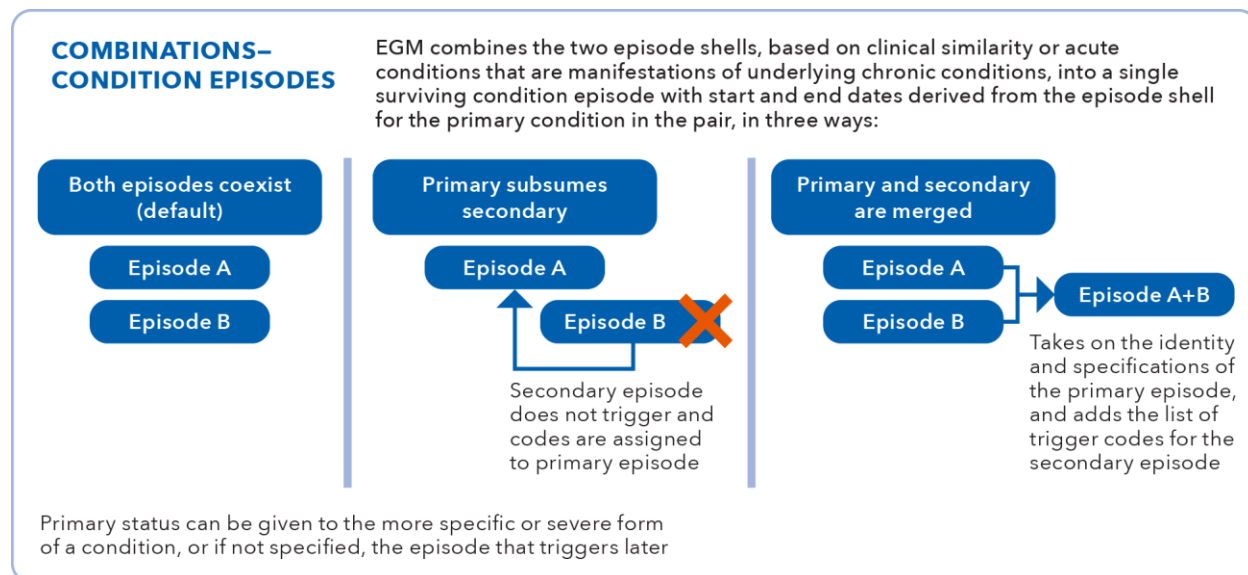 COMBINATIONS—
CONDITION EPISODES
EGM combines the two episode shells, based on clinical similarity or acute
conditions that are manifestations of underlying chronic conditions, into a single
surviving condition episode with start and end dates derived from the episode shell
for the primary condition in the pair, in three ways:
Both episodes coexist
(default)
Episode A
Episode B
Primary subsumes
secondary
Episode A
Episode B
Secondary episode
does not trigger and
codes are assigned
to primary episode
Primary and secondary
are merged
Episode A
Episode B
Episode A+B
Takes on the identity
and specifications of
the primary episode,
and adds the list of
trigger codes for the
secondary episode
Primary status can be given to the more specific or severe form
of a condition, or if not specified, the episode that triggers later